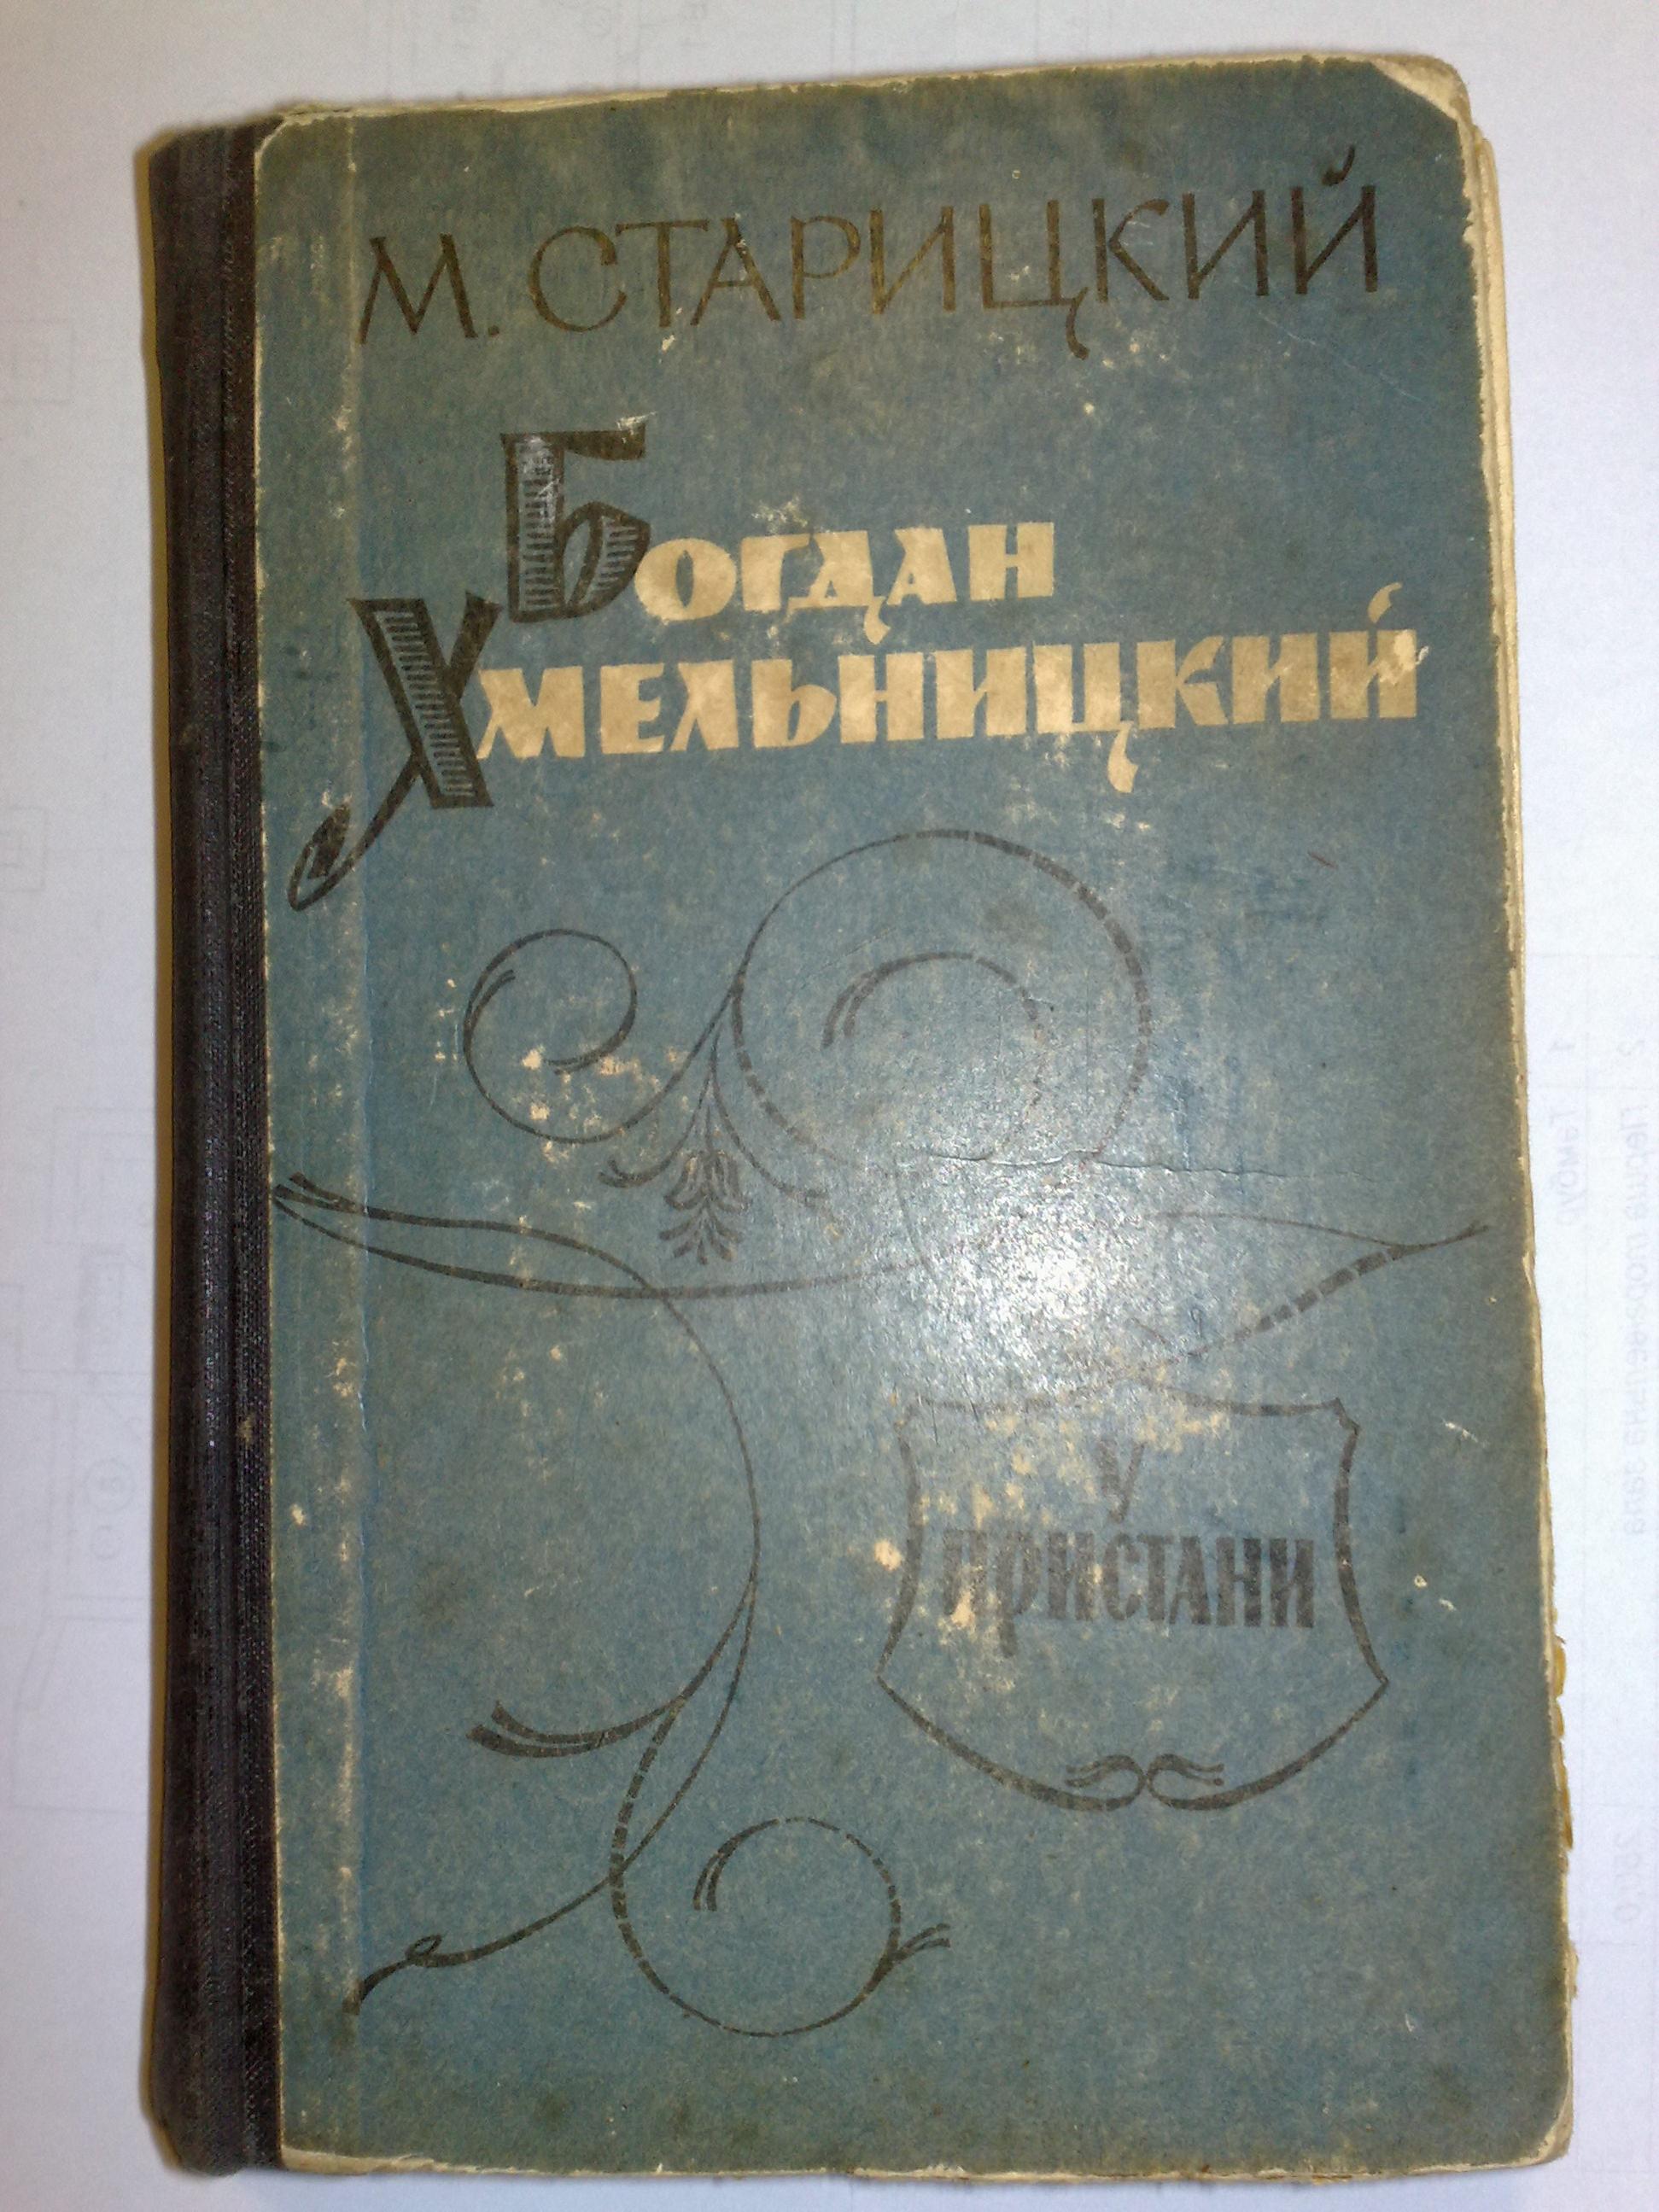 М. СТАРИЦКИЙ
Богдан
Хмельницкий
У
ПРИСТАНИ